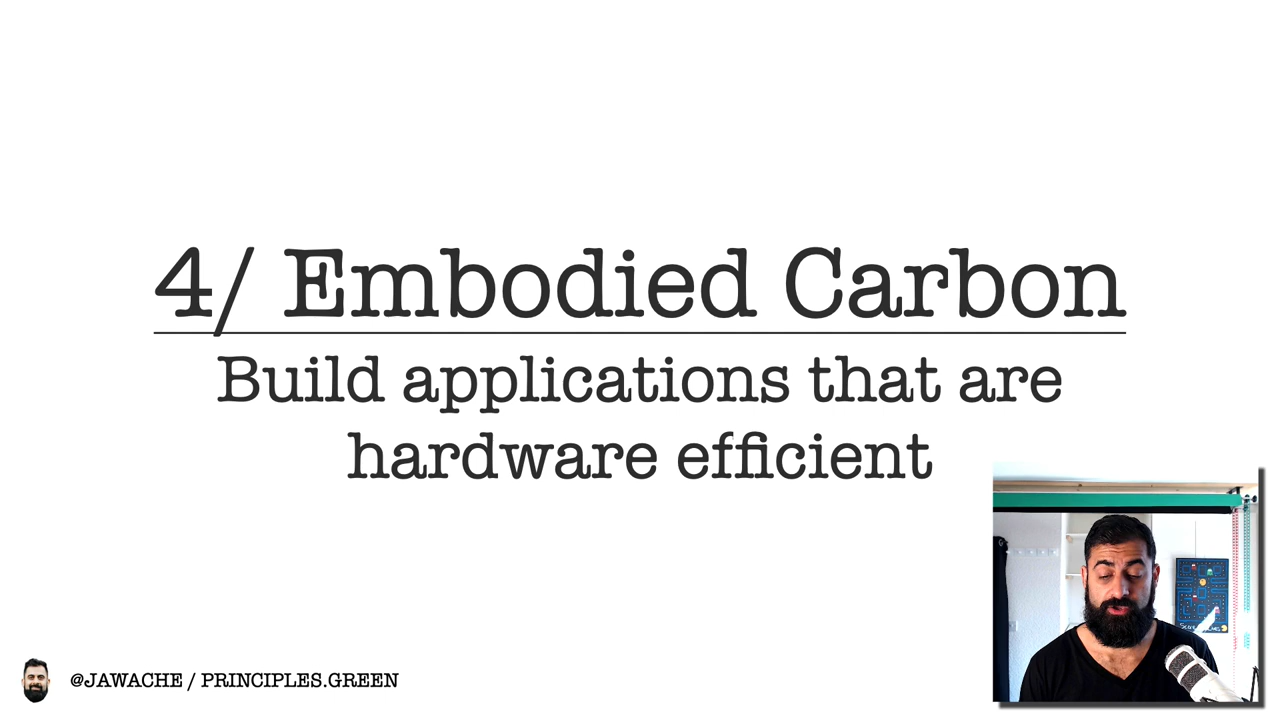 4/ Embodied Carbon
Build applications that are
hardware efficient
@JAWACHE / PRINCIPLES.GREEN